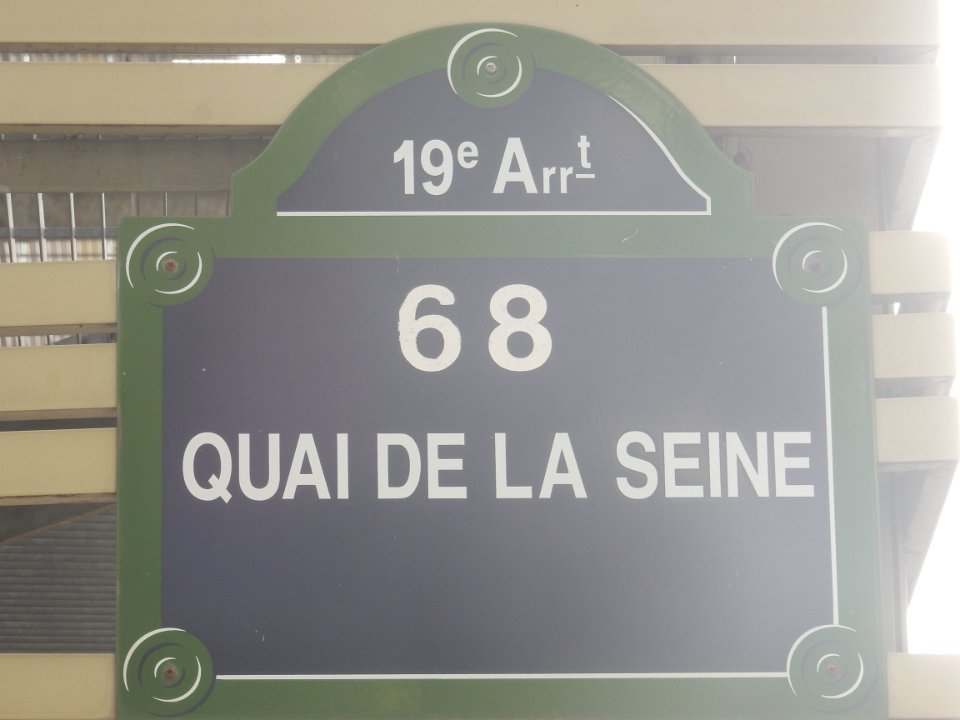 19e Arrt
68
QUAI DE LA SEINE